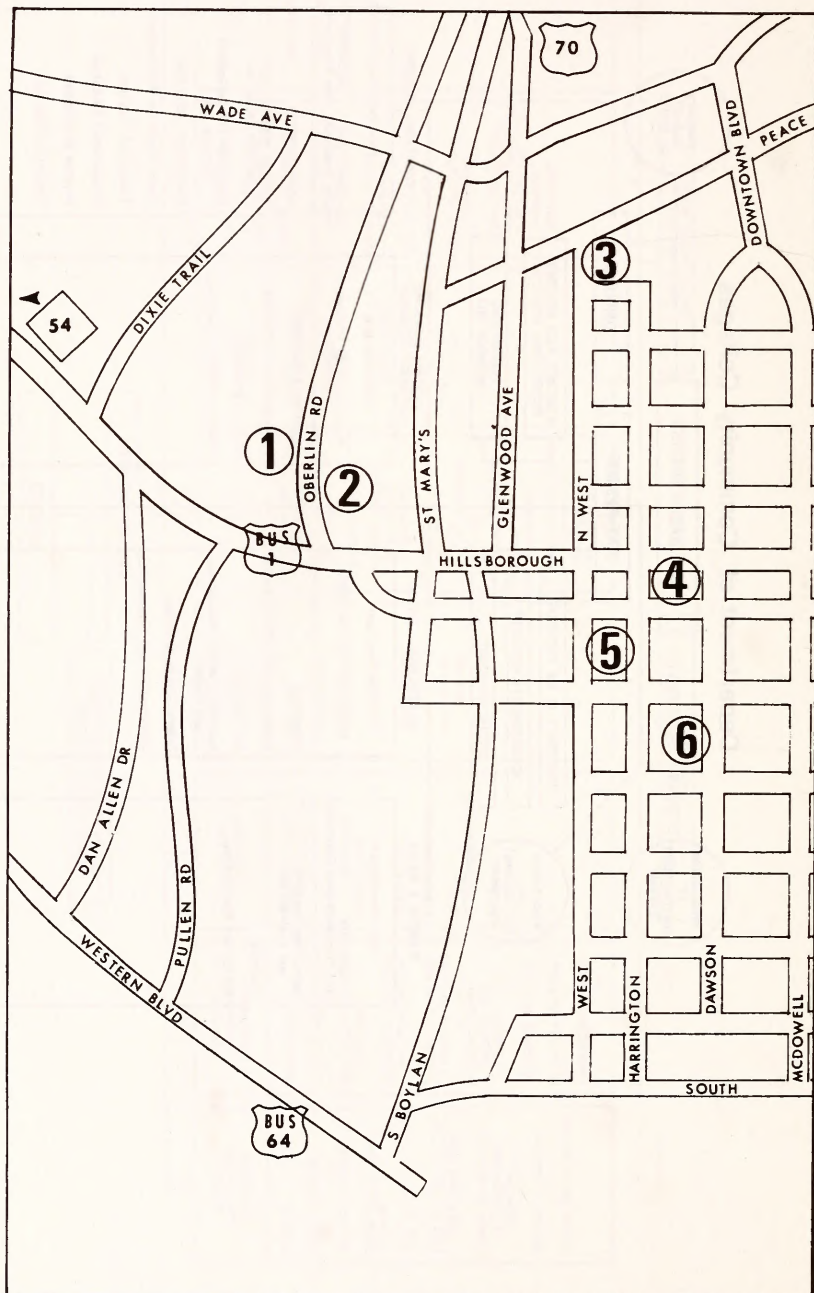 70
WADE AVE
DOWNTOWN BLVD
PEACE
3
DIXIE TRAIL
54
OBERLIN RD
1
2
ST MARY'S
GLENWOOD AVE
N WEST
BUS
1
HILLSBOROUGH
4
5
6
DAN ALLEN DR
PULLEN RD
WESTERN BLVD
WEST
HARRINGTON
DAWSON
MCDOWELL
S BOYLAN
SOUTH
BUS
64